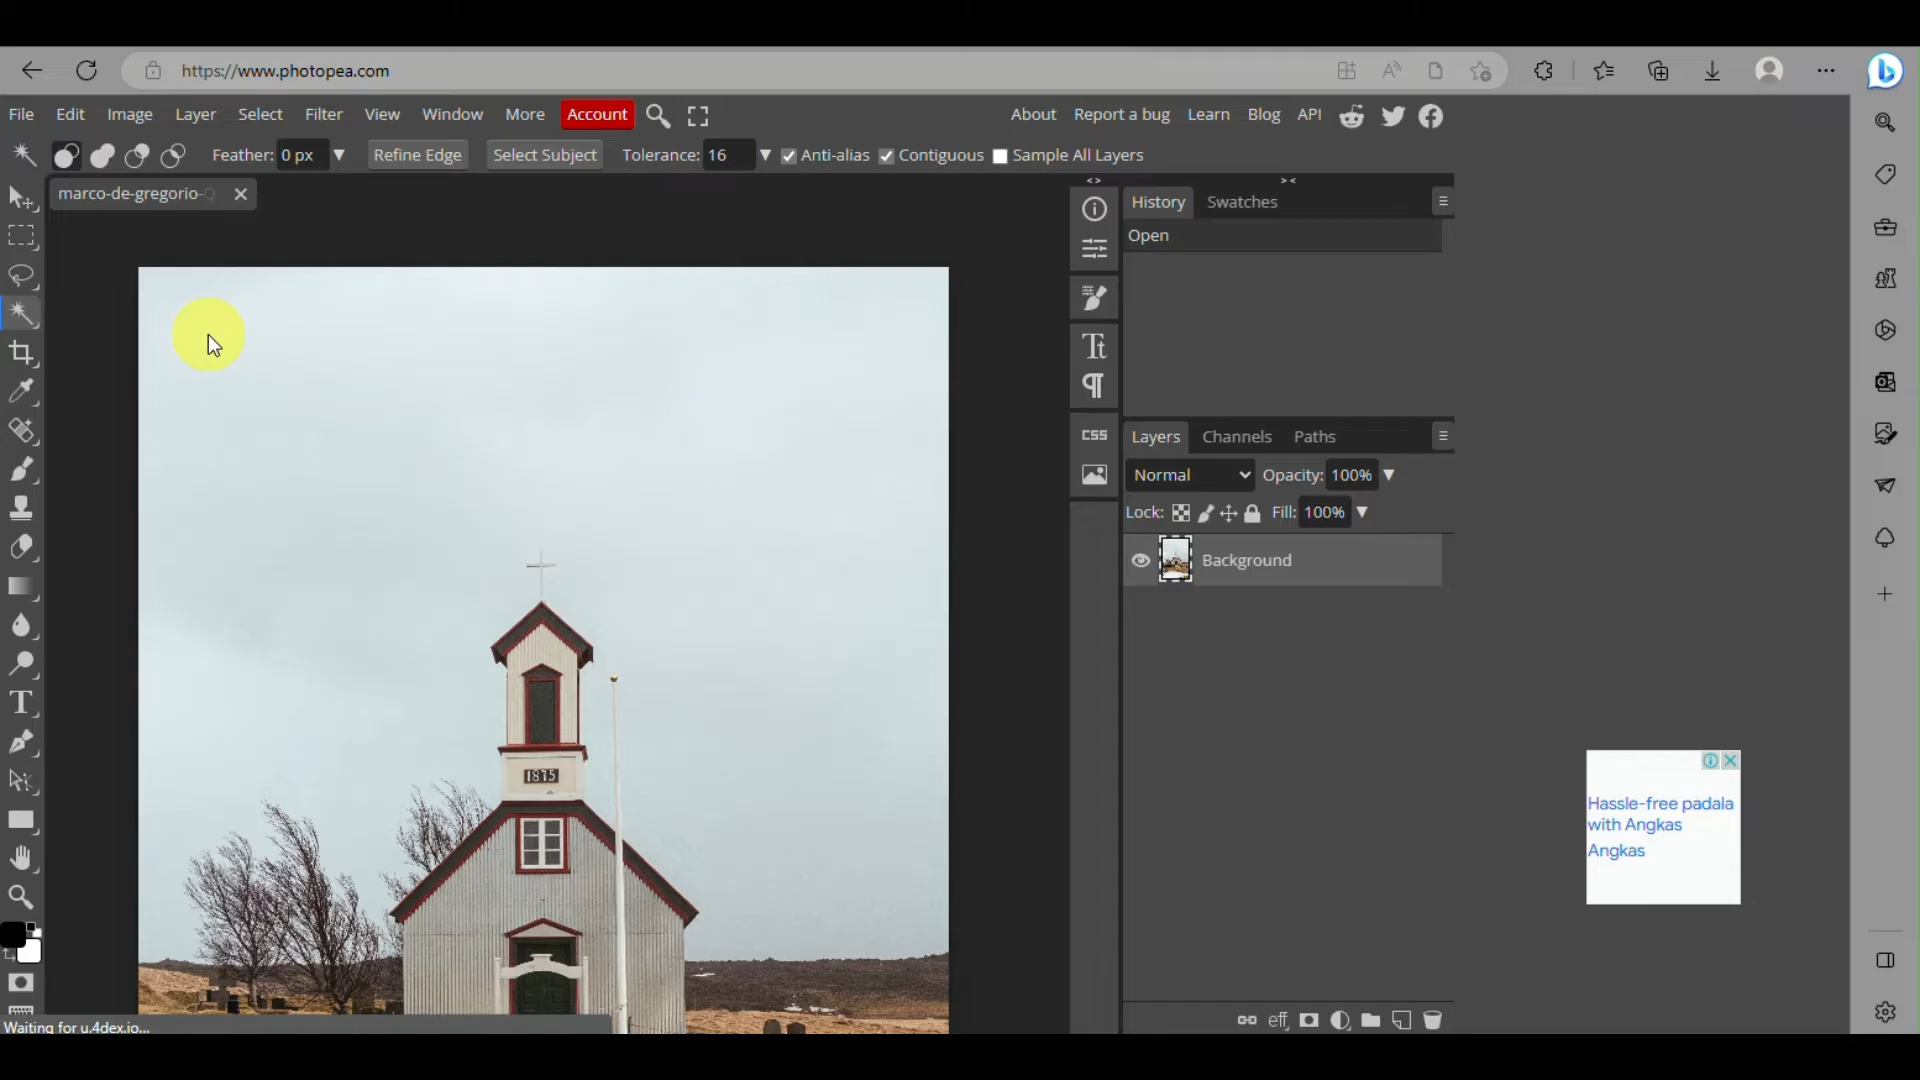 https://www.photopea.com
File Edit Image Layer Select Filter View Window More Account About Report a bug Learn Blog API
Feather: 0 px Refine Edge Select Subject Tolerance: 16 Anti-alias Contiguous Sample All Layers
marco-de-gregorio-Q
History Swatches
Open
CSS
Layers Channels Paths
Normal Opacity: 100%
Lock: Fill: 100%
Background
1875
Hassle-free padala
with Angkas
Angkas
eff
Waiting for u.4dex.io...